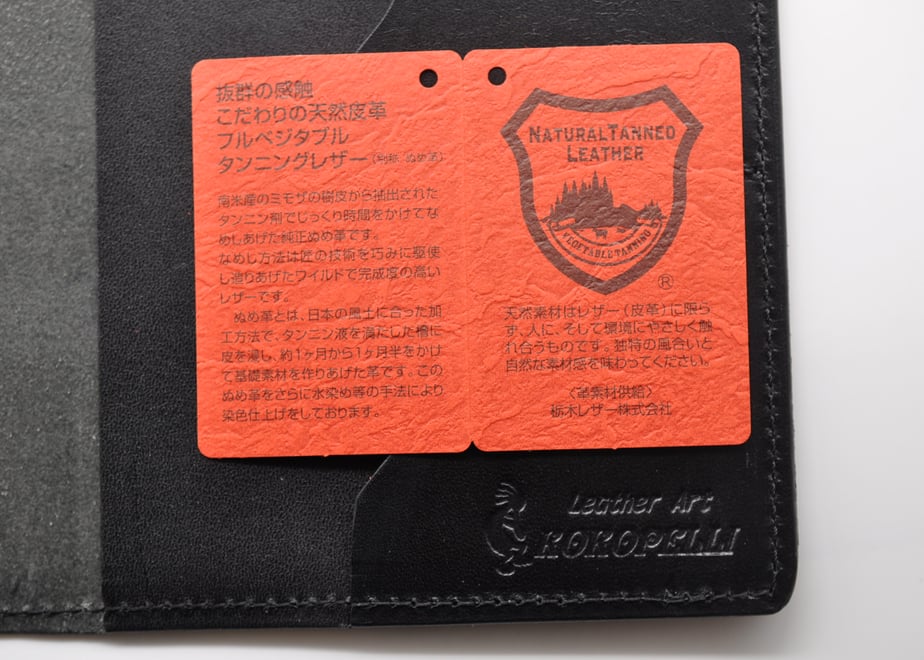 抜群の感触
こだわりの天然皮革
フルベジタブル
タンニングレザー(別称 ぬめ革)
南米産のミモザの樹皮から抽出された
タンニン剤でじっくり時間をかけてな
めしあげた純正ぬめ革です。
なめし方法は匠の技術を巧みに駆使
し造りあげたワイルドで完成度の高い
レザーです。
ぬめ革とは、日本の風土に合った加
工方法で、タンニン液を満たした槽に
皮を浸し、約1ヶ月から1ヶ月半をかけ
て基礎素材を作りあげた革です。この
ぬめ革をさらに水染め等の手法により
染色仕上げをしております。
NATURAL TANNED
LEATHER
VEGETABLE TANNING
®
天然素材はレザー(皮革)に限ら
ず、人に、そして環境にやさしく触
れ合うものです。独特の風合いと
自然な素材感を味わってください。
〈革素材供給〉
栃木レザー株式会社
Leather Art
KOKOPELLI